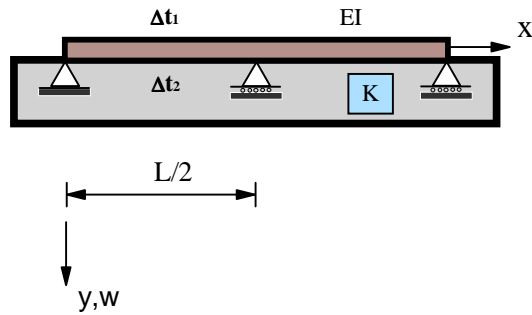 Δt₁ EI
x
Δt₂
K
L/2
y,w